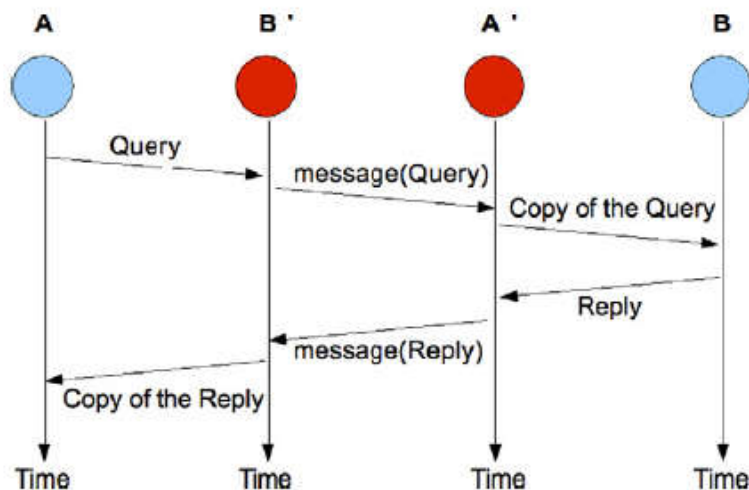 A B ' A ' B
Query
message(Query)
Copy of the Query
Reply
message(Reply)
Copy of the Reply
Time Time Time Time